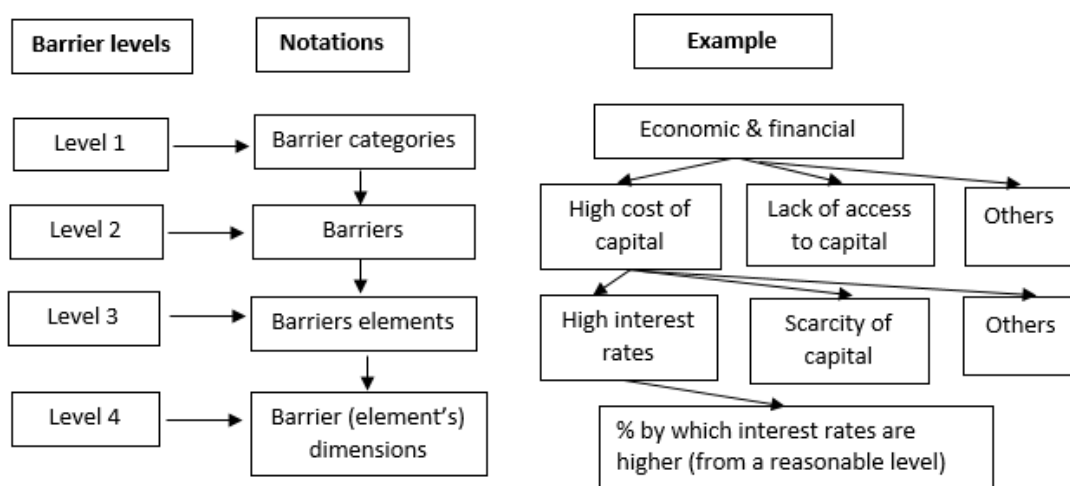 Barrier levels
Notations
Example
Level 1
Barrier categories
Economic & financial
Level 2
Barriers
High cost of
capital
Lack of access
to capital
Others
Level 3
Barriers elements
High interest
rates
Scarcity of
capital
Others
Level 4
Barrier (element's)
dimensions
% by which interest rates are
higher (from a reasonable level)